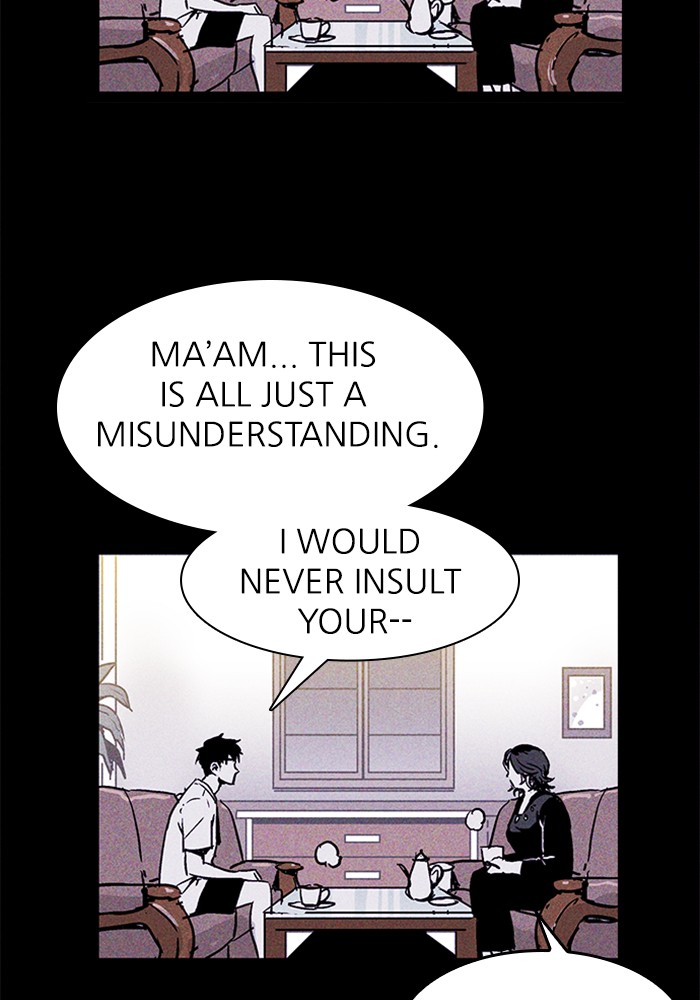 MA'AM... THIS
IS ALL JUST A
MISUNDERSTANDING.
I WOULD
NEVER INSULT
YOUR--